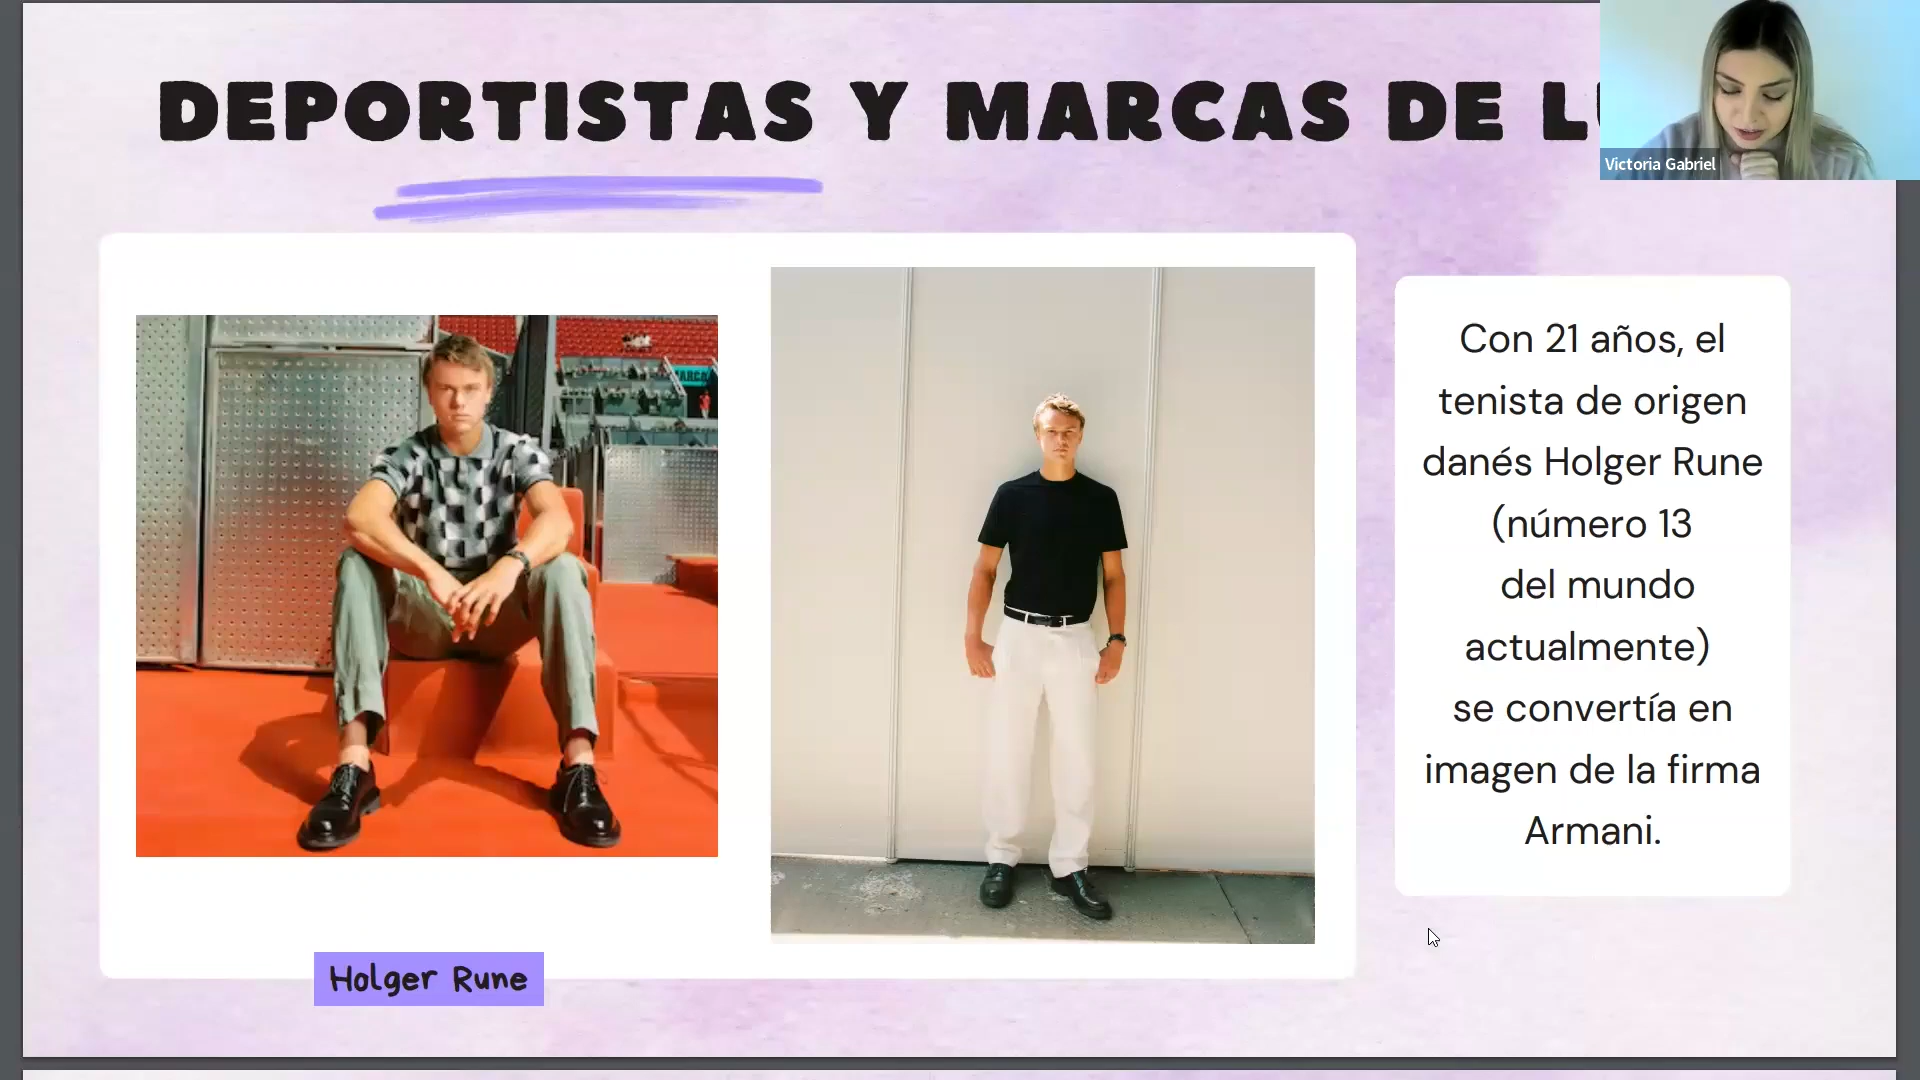 DEPORTISTAS Y MARCAS DE
Victoria Gabriel
Con 21 años, el
tenista de origen
danés Holger Rune
(número 13
del mundo
actualmente)
se convertía en
imagen de la firma
Armani.
Holger Rune